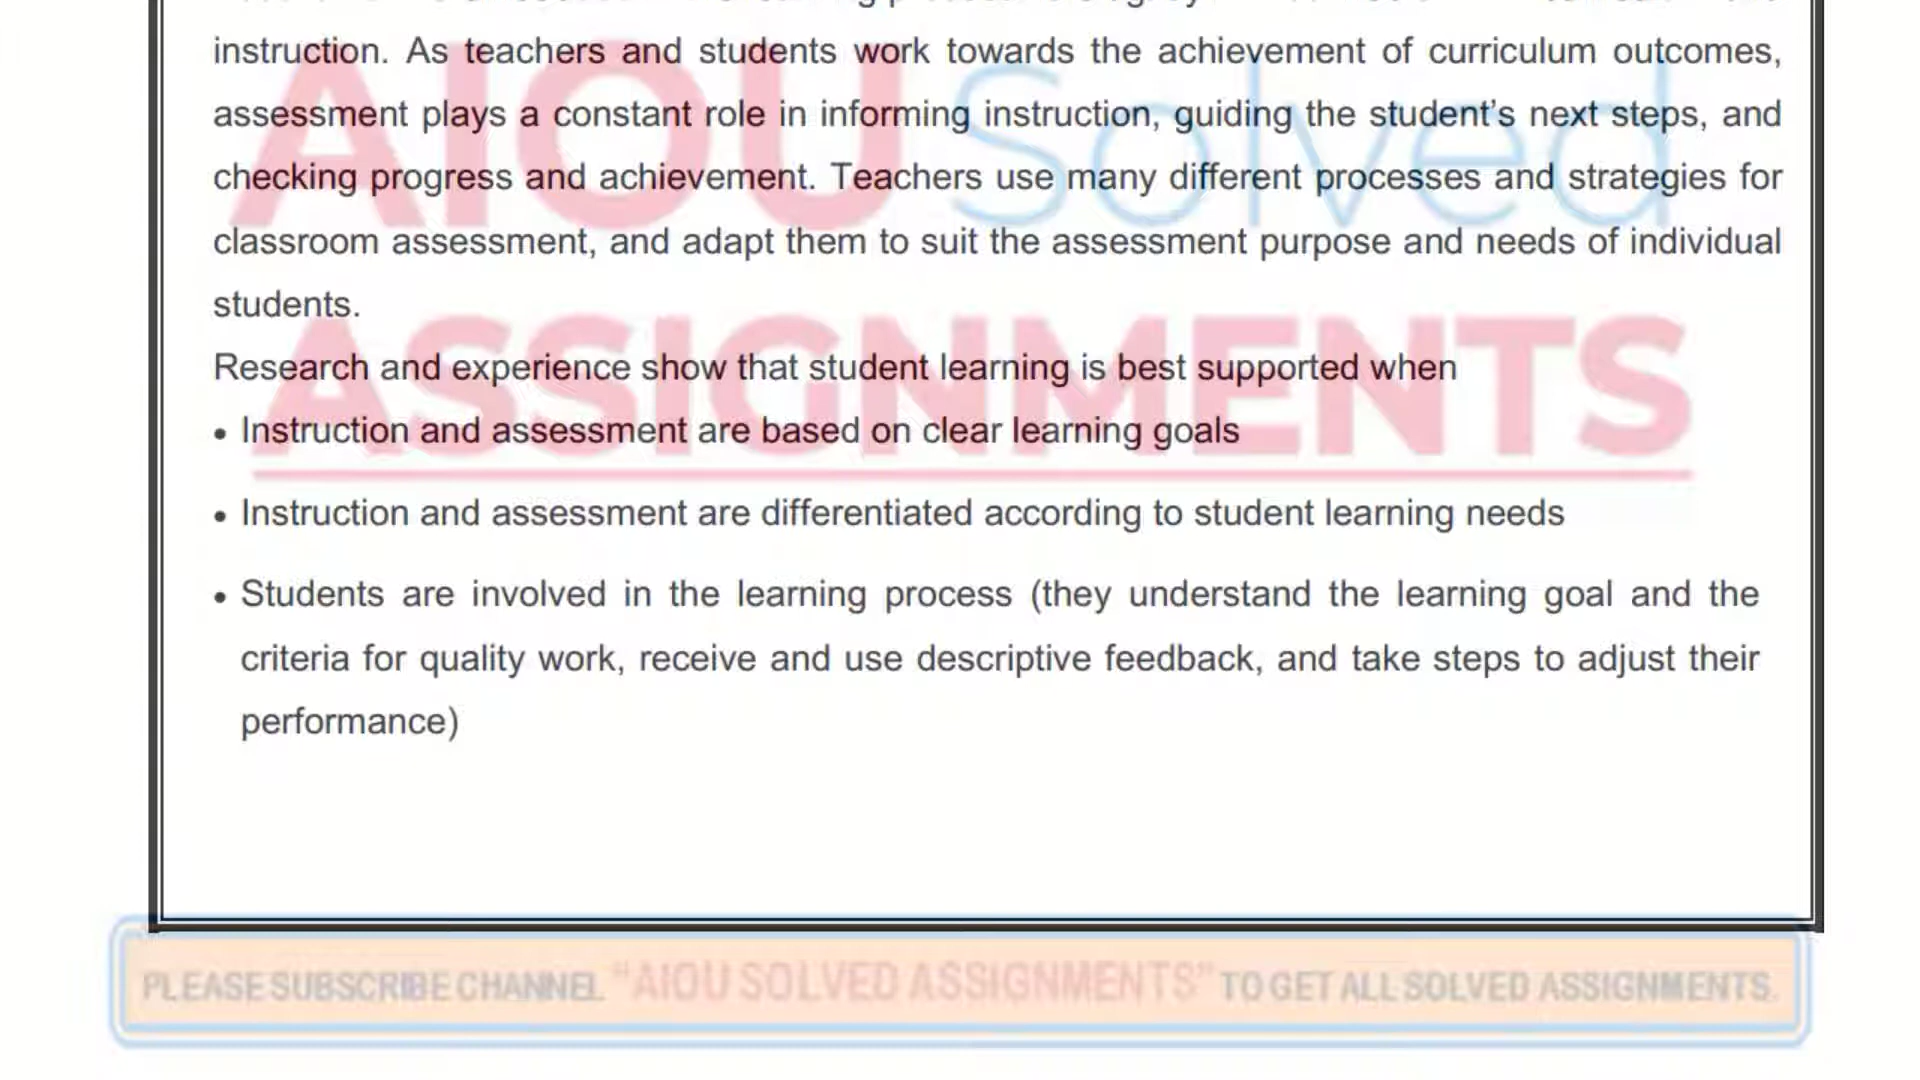 instruction. As teachers and students work towards the achievement of curriculum outcomes,
assessment plays a constant role in informing instruction, guiding the student’s next steps, and
checking progress and achievement. Teachers use many different processes and strategies for
classroom assessment, and adapt them to suit the assessment purpose and needs of individual
students.
Research and experience show that student learning is best supported when
• Instruction and assessment are based on clear learning goals
• Instruction and assessment are differentiated according to student learning needs
• Students are involved in the learning process (they understand the learning goal and the
criteria for quality work, receive and use descriptive feedback, and take steps to adjust their
performance)
AIOU Solved
ASSIGNMENTS
PLEASE SUBSCRIBE CHANNEL "AIOU SOLVED ASSIGNMENTS" TO GET ALL SOLVED ASSIGNMENTS.